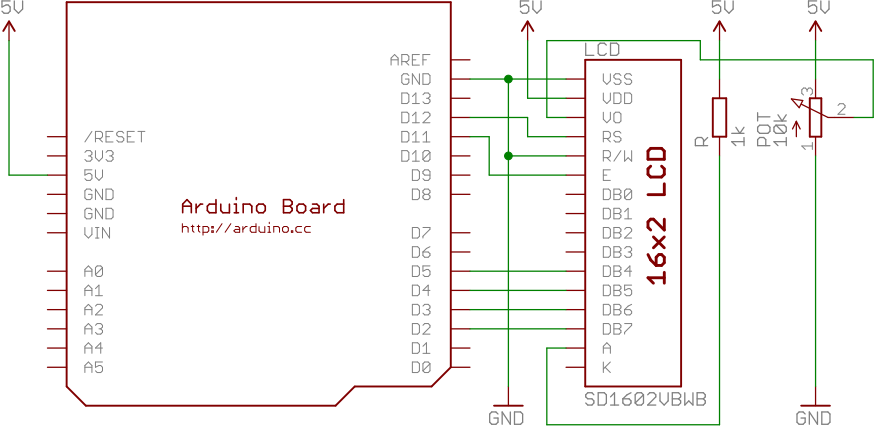 5V
5V
5V
5V
LCD
AREF
GND
D13
D12
D11
D10
D9
D8
D7
D6
D5
D4
D3
D2
D1
D0
/RESET
3V3
5V
GND
GND
VIN
A0
A1
A2
A3
A4
A5
Arduino Board
http://arduino.cc
VSS
VDD
VO
RS
R/W
E
DB0
DB1
DB2
DB3
DB4
DB5
DB6
DB7
A
K
16x2 LCD
SD1602VBWB
R
1k
POT
10k
3
2
1
GND
GND